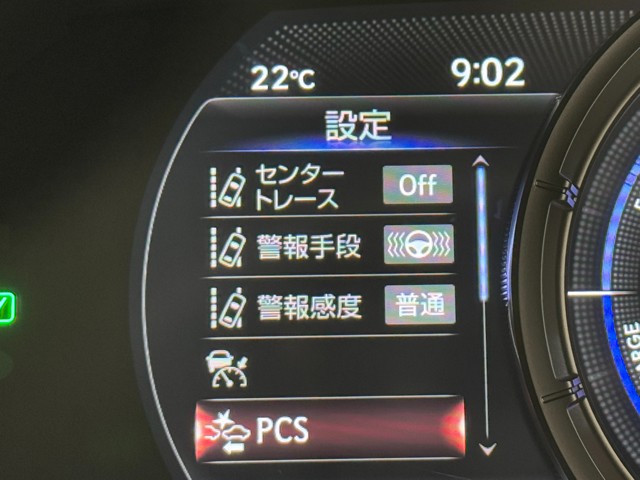 22℃ 9:02
設定
センター
トレース Off
警報手段
警報感度 普通
PCS